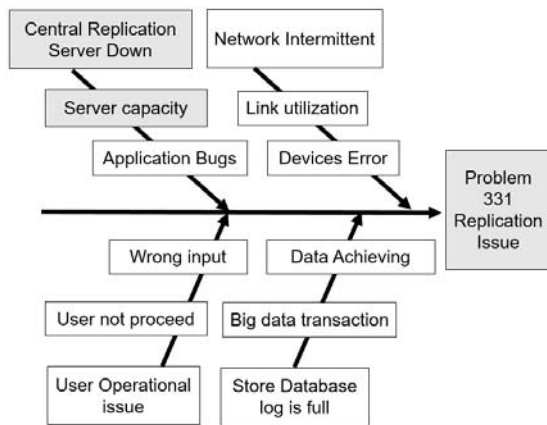 Central Replication
Server Down
Network Intermittent
Server capacity
Link utilization
Application Bugs
Devices Error
Problem
331
Replication
Issue
Wrong input
Data Achieving
User not proceed
Big data transaction
User Operational
issue
Store Database
log is full